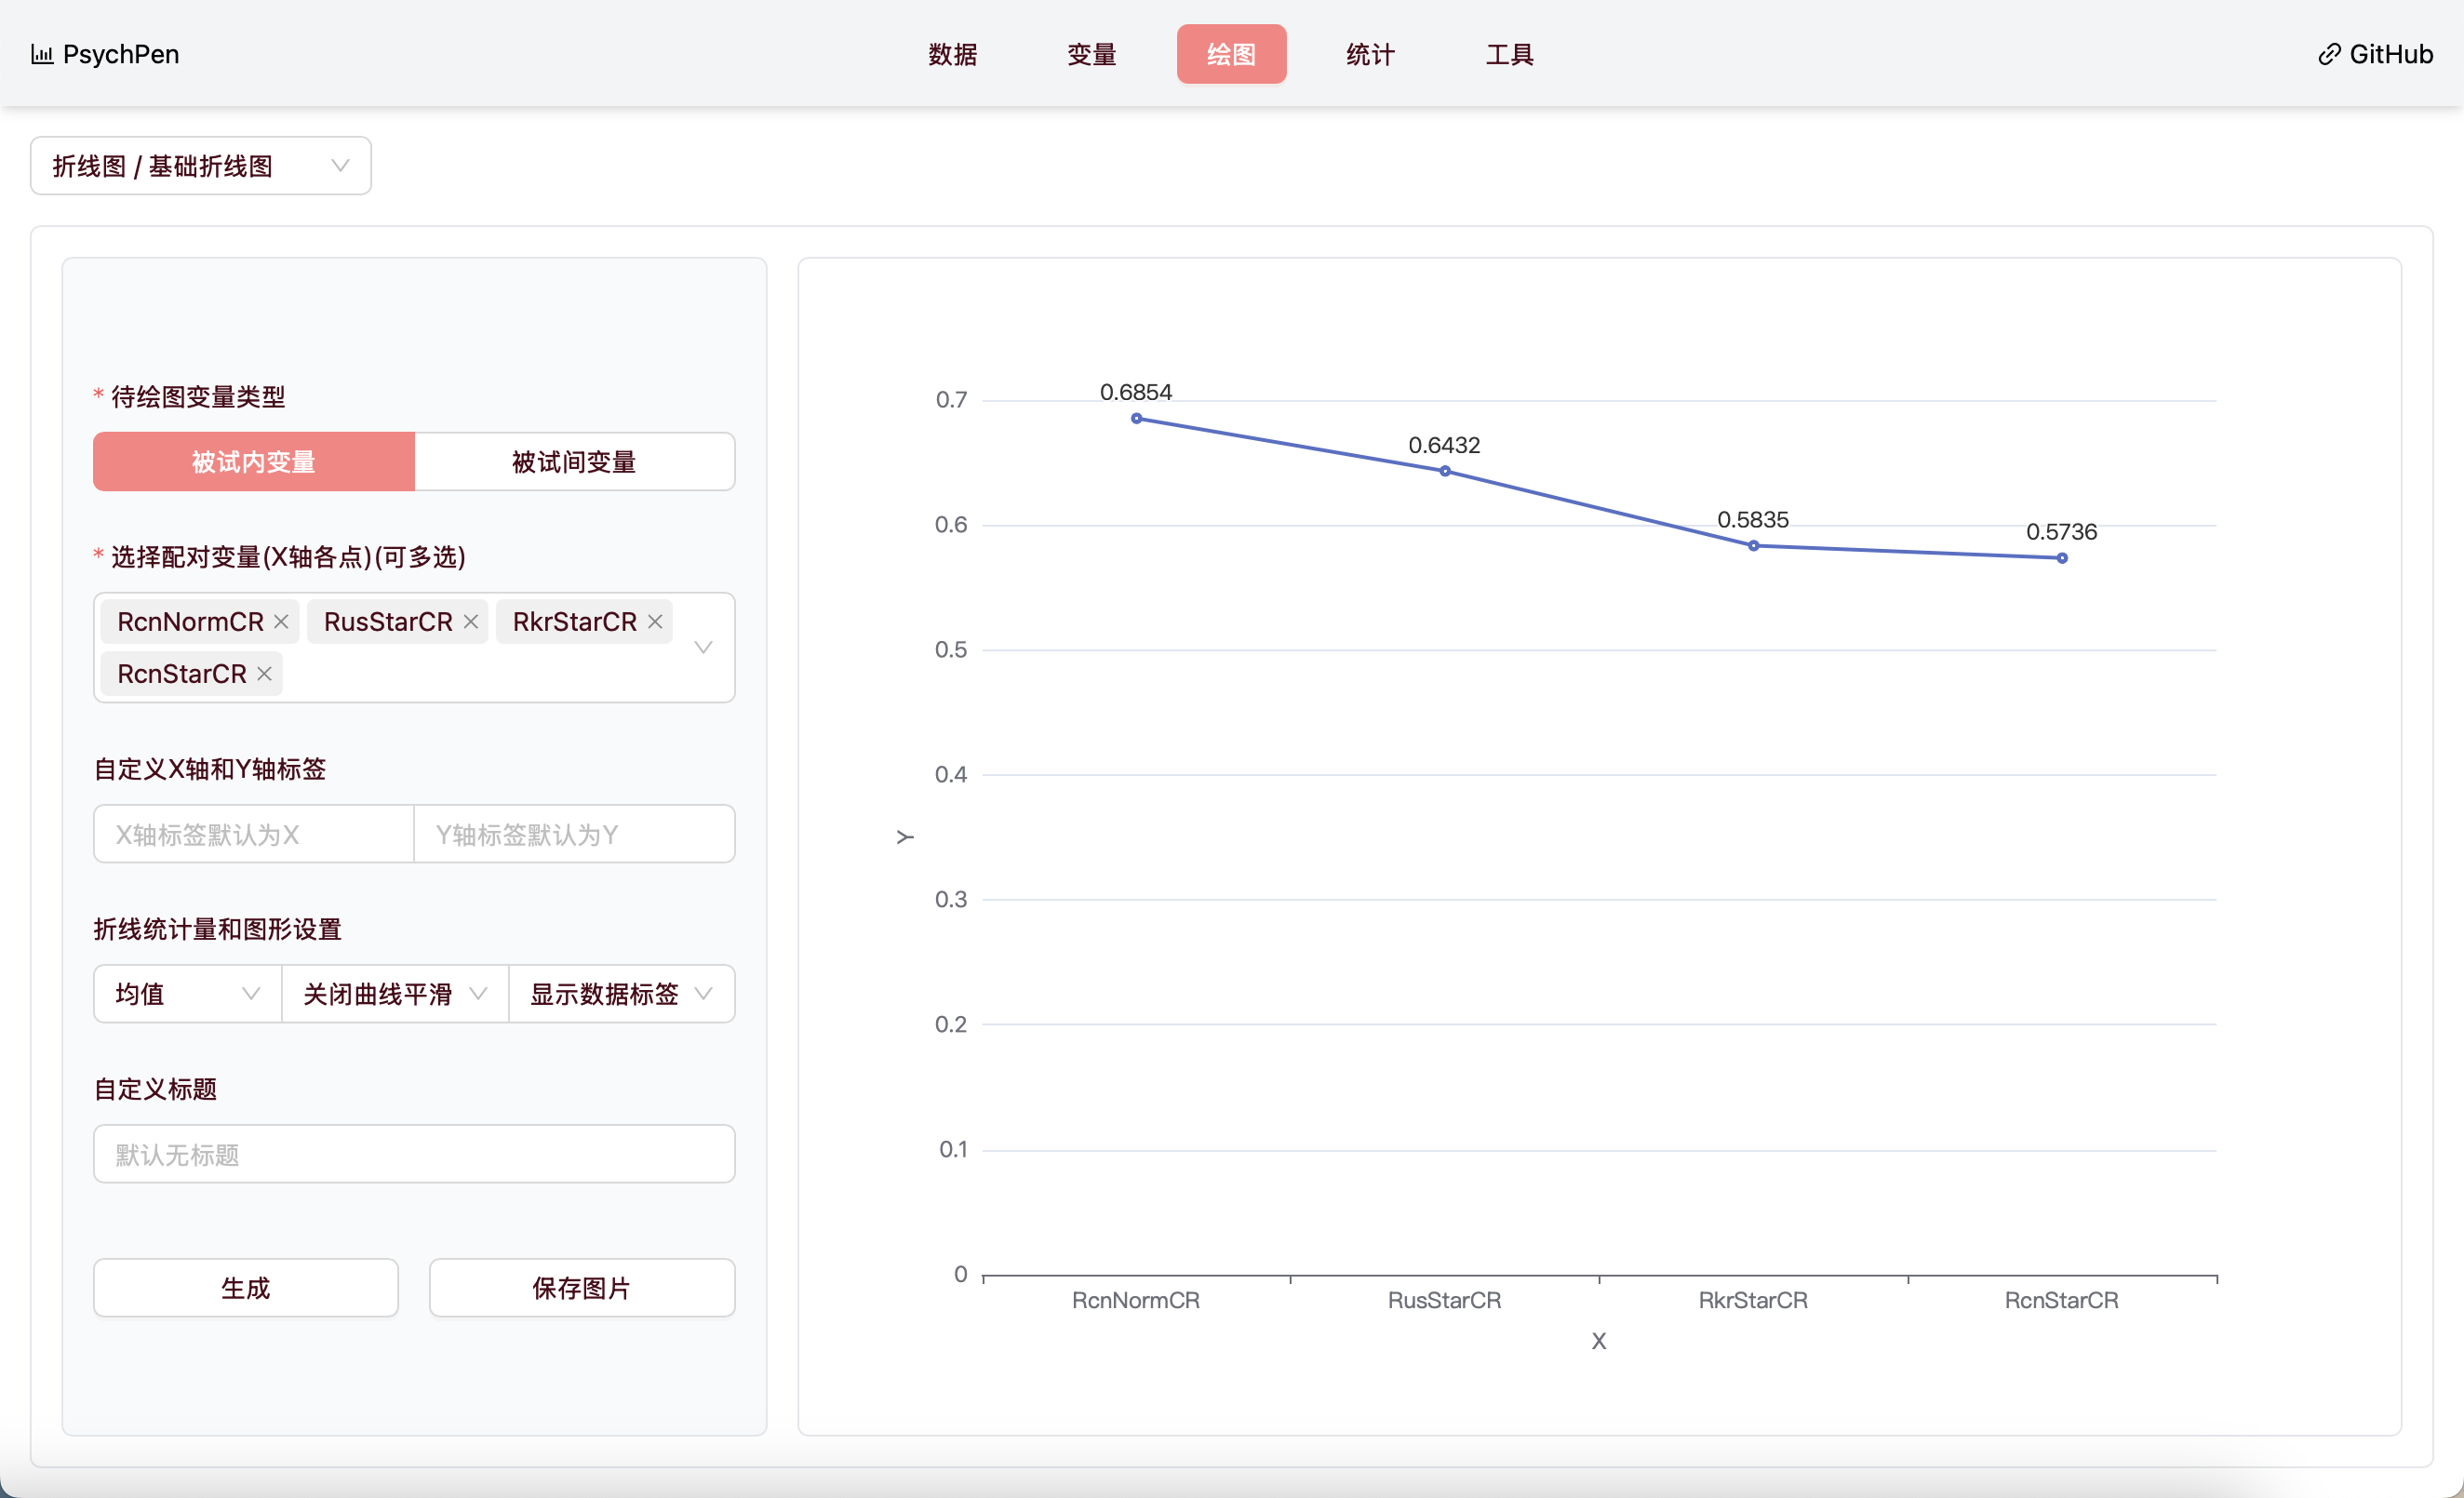 PsychPen
数据 变量 绘图 统计 工具
GitHub
折线图 / 基础折线图
* 待绘图变量类型
被试内变量 被试间变量
* 选择配对变量(X轴各点)(可多选)
RcnNormCR RusStarCR RkrStarCR
RcnStarCR
自定义X轴和Y轴标签
X轴标签默认为X Y轴标签默认为Y
折线统计量和图形设置
均值 关闭曲线平滑 显示数据标签
自定义标题
默认无标题
生成 保存图片
0.6854
0.7
0.6432
0.6
0.5835
0.5736
0.5
0.4
Y
0.3
0.2
0.1
0
RcnNormCR RusStarCR RkrStarCR RcnStarCR
X